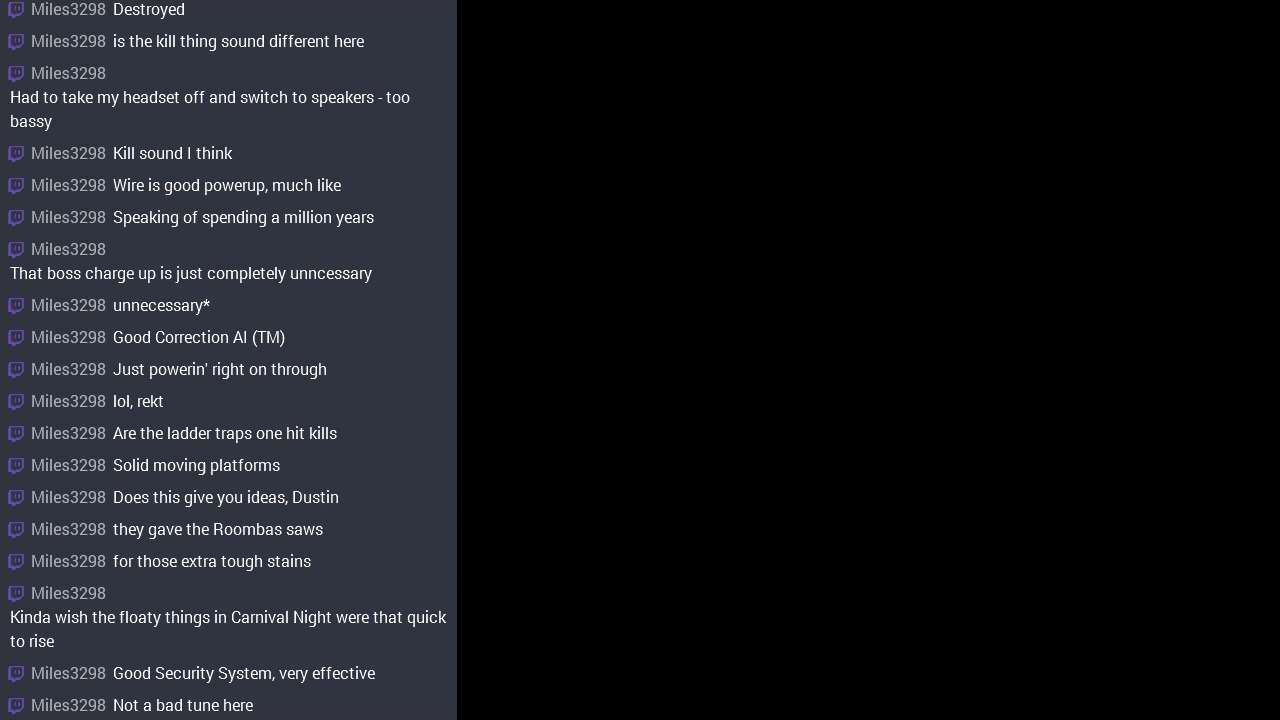 Miles3298 Destroyed
Miles3298 is the kill thing sound different here
Miles3298
Had to take my headset off and switch to speakers - too
bassy
Miles3298 Kill sound I think
Miles3298 Wire is good powerup, much like
Miles3298 Speaking of spending a million years
Miles3298
That boss charge up is just completely unncessary
Miles3298 unnecessary*
Miles3298 Good Correction AI (TM)
Miles3298 Just powerin' right on through
Miles3298 lol, rekt
Miles3298 Are the ladder traps one hit kills
Miles3298 Solid moving platforms
Miles3298 Does this give you ideas, Dustin
Miles3298 they gave the Roombas saws
Miles3298 for those extra tough stains
Miles3298
Kinda wish the floaty things in Carnival Night were that quick
to rise
Miles3298 Good Security System, very effective
Miles3298 Not a bad tune here